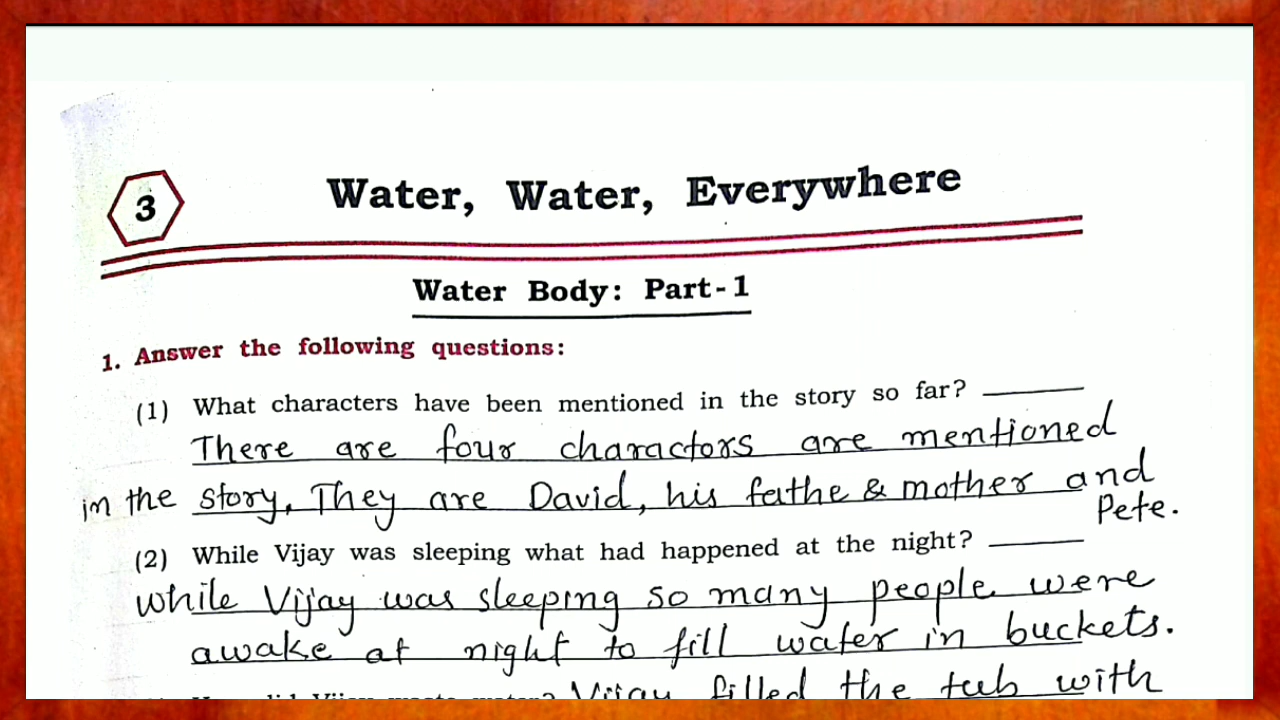 3
Water, Water, Everywhere
Water Body: Part-1
1. Answer the following questions:
(1) What characters have been mentioned in the story so far?
There are four charactors are mentioned
in the story. They are David, his fathe & mother and
Pete.
(2) While Vijay was sleeping what had happened at the night?
while Vijay was sleeping so many people were
awake at night to fill water in buckets.
Vijay filled the tub with